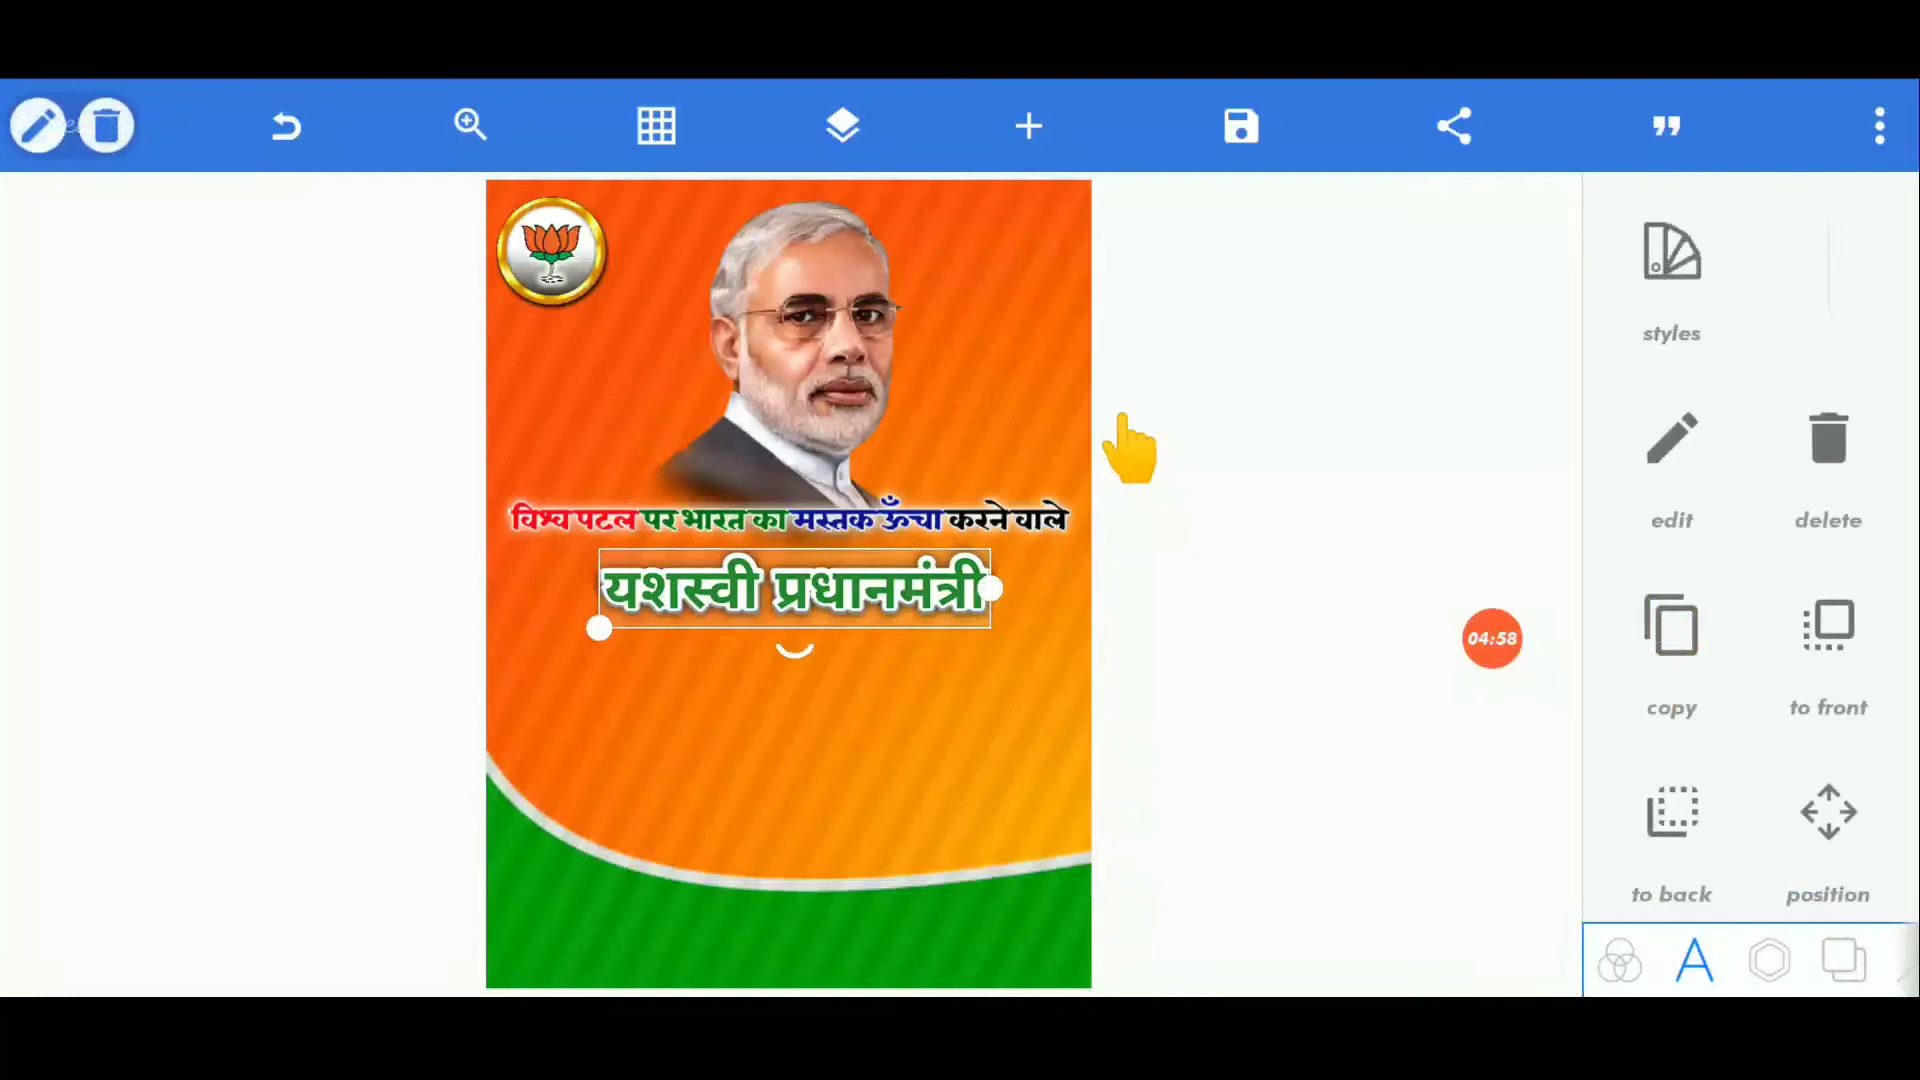 विश्व पटल पर भारत का मस्तक ऊँचा करने वाले
यशस्वी प्रधानमंत्री
04:58
styles
edit
delete
copy
to front
to back
position